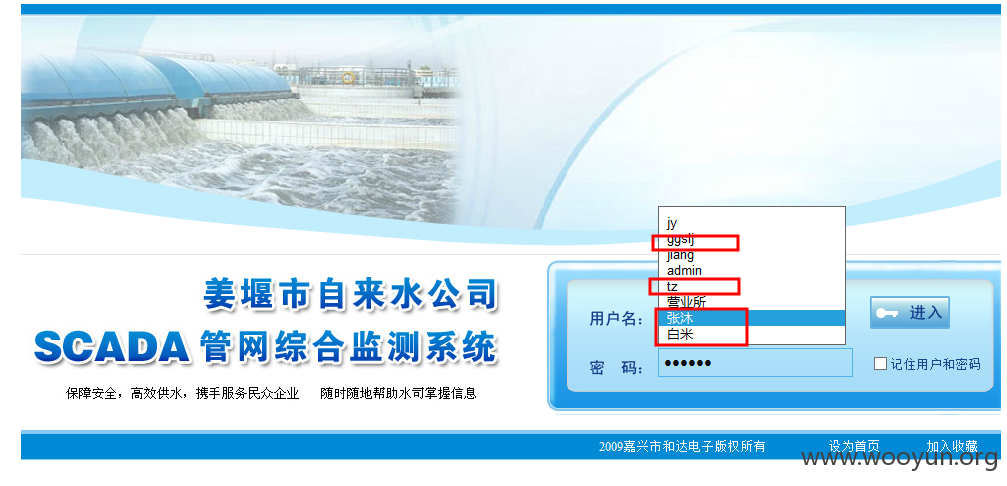 jy
ggslj
jiang
admin
tz
营业所
张沐
白米
姜堰市自来水公司
SCADA 管网综合监测系统
保障安全，高效供水，携手服务民众企业 随时随地帮助水司掌握信息
用户名：
进入
密 码：
●●●●●●
记住用户和密码
2009嘉兴市和达电子版权所有 设为首页 加入收藏
www.wooyun.org